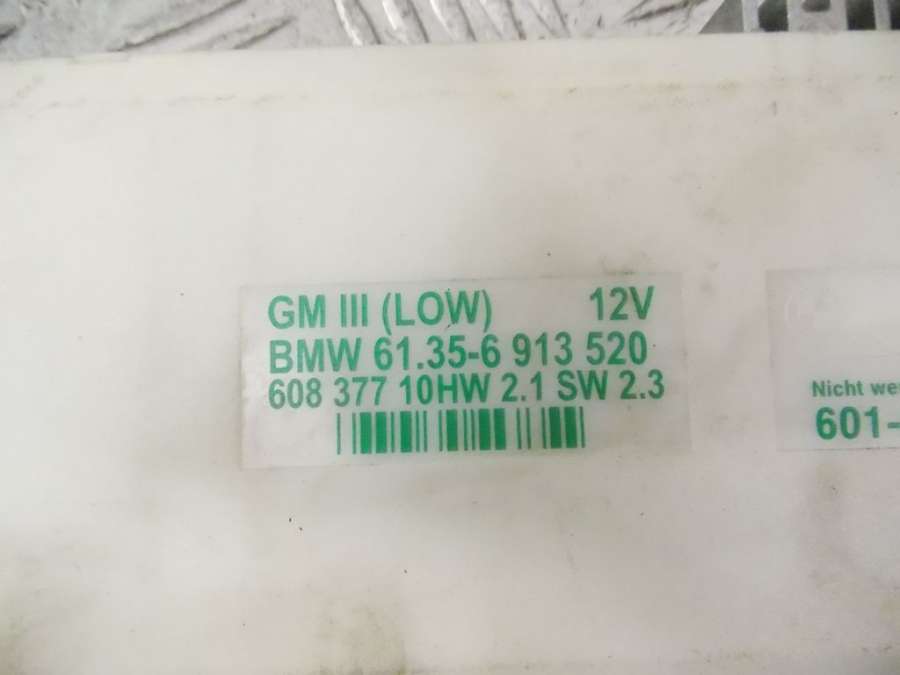 GM III (LOW) 12V
BMW 61.35-6 913 520
608 377 10HW 2.1 SW 2.3
Nicht
601-